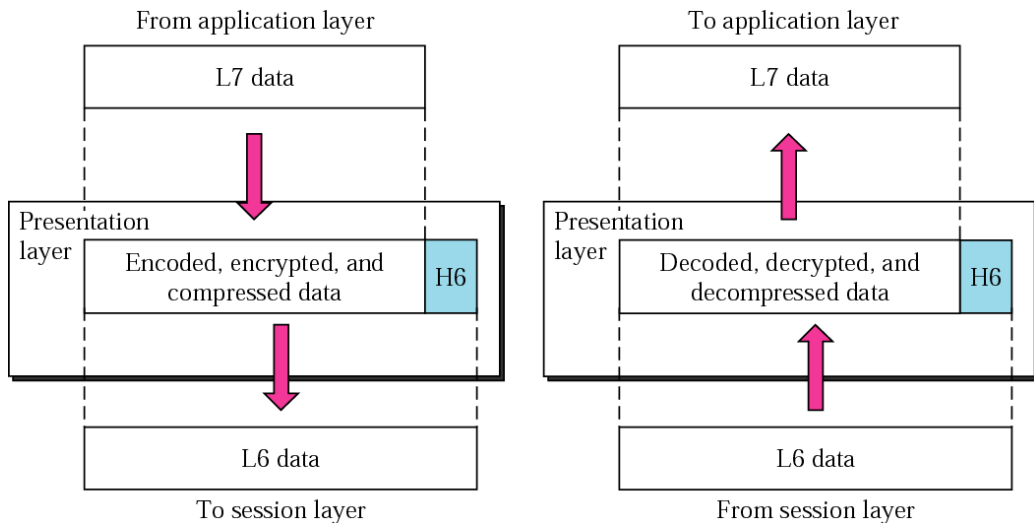 From application layer
L7 data
Presentation
layer
Encoded, encrypted, and
compressed data
H6
L6 data
To session layer
To application layer
L7 data
Presentation
layer
Decoded, decrypted, and
decompressed data
H6
L6 data
From session layer